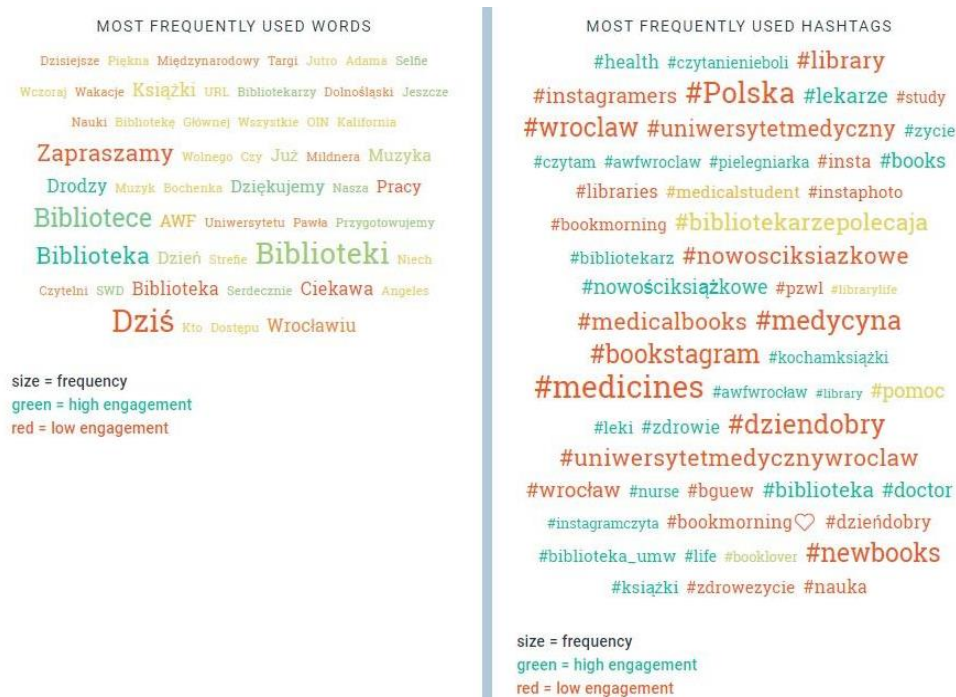 MOST FREQUENTLY USED WORDS
Dzisiejsze Piękna Międzynarodowy Targi Jutro Adama Selfie
Wczoraj Wakacje Książki URL Bibliotekarzy Dolnośląski Jeszcze
Nauki Bibliotekę Głównej Wszystkie OIN Kalifornia
Zapraszamy Wolnego Czy Już Mildnera Muzyka
Drodzy Muzyk Bochenka Dziękujemy Nasza Pracy
Bibliotece AWF Uniwersytetu Pawła Przygotowujemy
Biblioteka Dzień Strefie Biblioteki Niech
Czytelni SWD Biblioteka Serdecznie Ciekawa Angeles
Dziś Kto Dostępu Wrocławiu
size = frequency
green = high engagement
red = low engagement
MOST FREQUENTLY USED HASHTAGS
#health #czytanienieboli #library
#instagramers #Polska #lekarze #study
#wroclaw #uniwersytetmedyczny #zycie
#czytam #awfwroclaw #pielegniarka #insta #books
#libraries #medicalstudent #instaphoto
#bookmorning #bibliotekarzepolecaja
#bibliotekarz #nowosciksiazkowe
#nowościksiążkowe #pzwl #librarylife
#medicalbooks #medycyna
#bookstagram #kochamksiążki
#medicines #awfwrocław #library #pomoc
#leki #zdrowie #dziendobry
#uniwersytetmedycznywroclaw
#wrocław #nurse #bguew #biblioteka #doctor
#instagramczyta #bookmorning♡ #dzieńdobry
#biblioteka_umw #life #booklover #newbooks
#książki #zdrowezycie #nauka
size = frequency
green = high engagement
red = low engagement